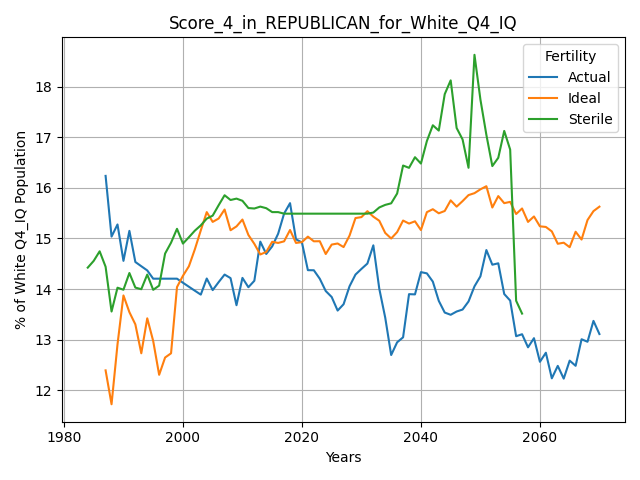 Score_4_in_REPUBLICAN_for_White_Q4_IQ
Fertility
Actual
Ideal
Sterile
% of White Q4_IQ Population
18
17
16
15
14
13
12
1980
2000
2020
2040
2060
Years